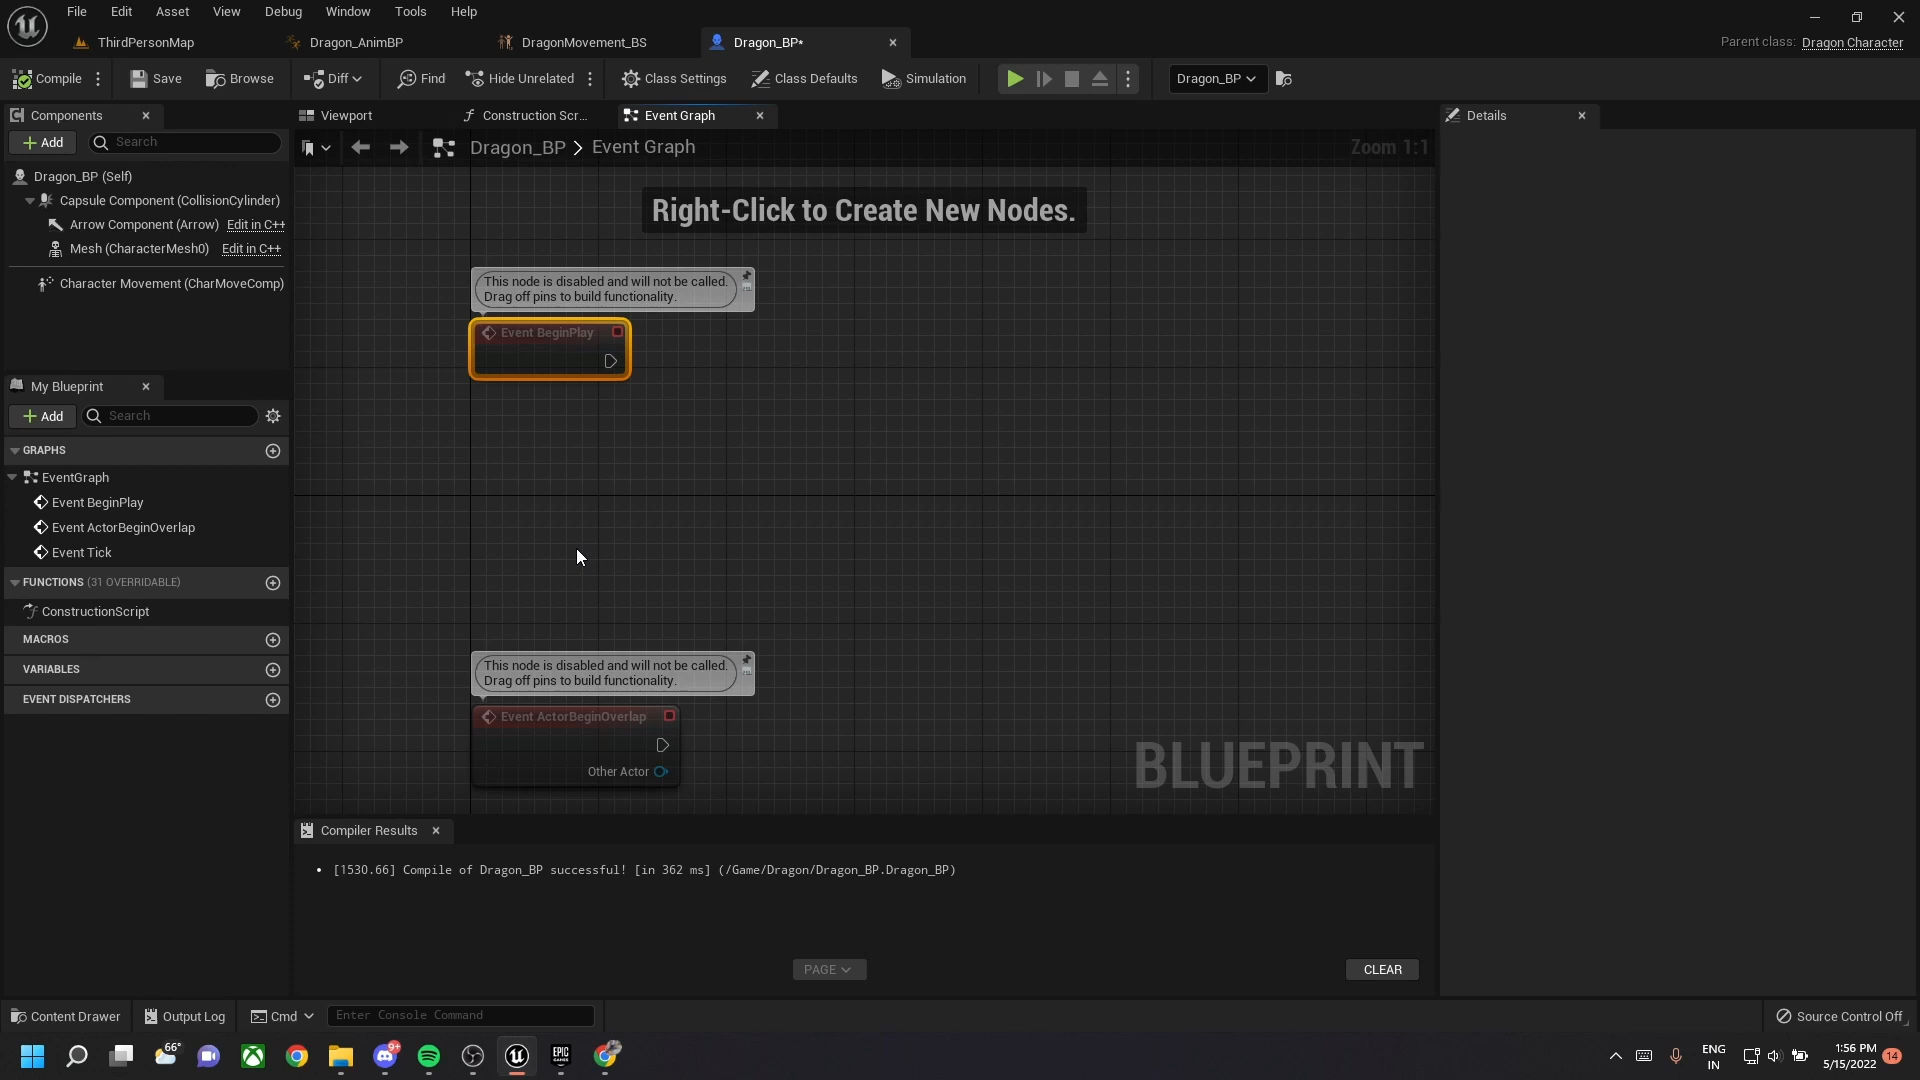 File Edit Asset View Debug Window Tools Help
ThirdPersonMap Dragon_AnimBP DragonMovement_BS Dragon_BP* Parent class: Dragon Character
Compile Save Browse Diff Find Hide Unrelated Class Settings Class Defaults Simulation Dragon_BP
Components Viewport Construction Scr... Event Graph Details
Add Search
Dragon_BP > Event Graph Zoom 1:1
Dragon_BP (Self)
Capsule Component (CollisionCylinder)
Arrow Component (Arrow) Edit in C++
Mesh (CharacterMesh0) Edit in C++
Character Movement (CharMoveComp)
Right-Click to Create New Nodes.
This node is disabled and will not be called.
Drag off pins to build functionality.
Event BeginPlay
My Blueprint
Add Search
GRAPHS
EventGraph
Event BeginPlay
Event ActorBeginOverlap
Event Tick
FUNCTIONS (31 OVERRIDABLE)
ConstructionScript
MACROS
VARIABLES
EVENT DISPATCHERS
This node is disabled and will not be called.
Drag off pins to build functionality.
Event ActorBeginOverlap
Other Actor
BLUEPRINT
Compiler Results
[1530.66] Compile of Dragon_BP successful! [in 362 ms] (/Game/Dragon/Dragon_BP.Dragon_BP)
PAGE CLEAR
Content Drawer Output Log Cmd Enter Console Command Source Control Off
66° 9+ EPIC GAMES ENG IN 1:56 PM 5/15/2022 14